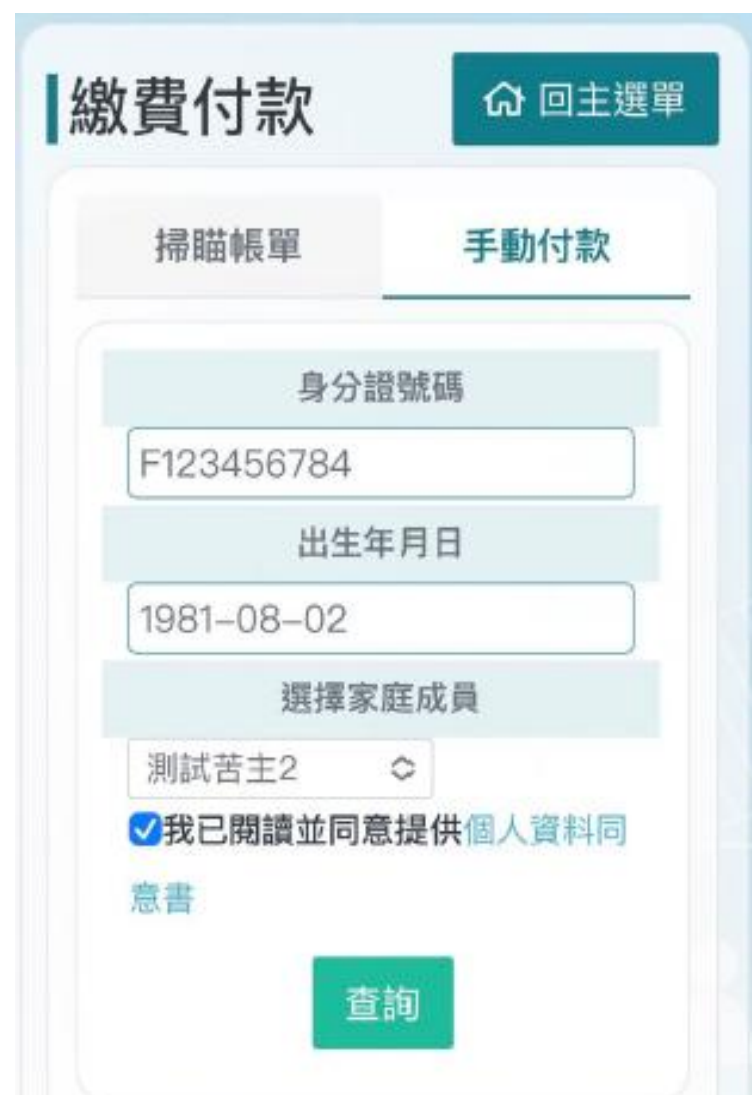 繳費付款
回主選單
掃瞄帳單 手動付款
身分證號碼
F123456784
出生年月日
1981-08-02
選擇家庭成員
測試苦主2
我已閱讀並同意提供個人資料同
意書
查詢